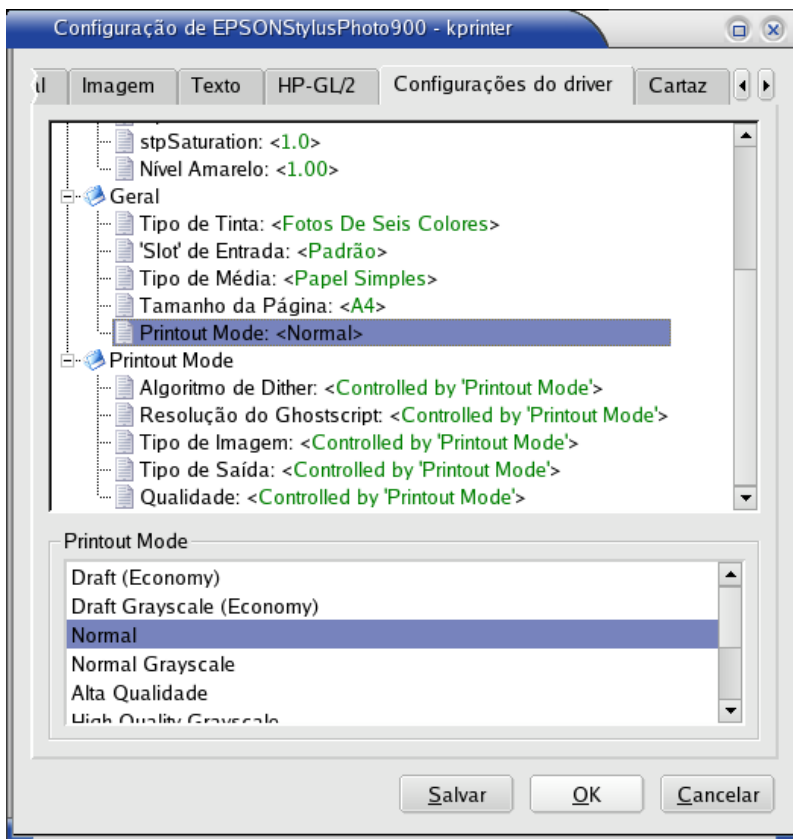 Configuração de EPSONStylusPhoto900 - kprinter
Imagem Texto HP-GL/2 Configurações do driver Cartaz
stpSaturation: <1.0>
Nível Amarelo: <1.00>
Geral
Tipo de Tinta: <Fotos De Seis Colores>
'Slot' de Entrada: <Padrão>
Tipo de Média: <Papel Simples>
Tamanho da Página: <A4>
Printout Mode: <Normal>
Printout Mode
Algoritmo de Dither: <Controlled by 'Printout Mode'>
Resolução do Ghostscript: <Controlled by 'Printout Mode'>
Tipo de Imagem: <Controlled by 'Printout Mode'>
Tipo de Saída: <Controlled by 'Printout Mode'>
Qualidade: <Controlled by 'Printout Mode'>
Printout Mode
Draft (Economy)
Draft Grayscale (Economy)
Normal
Normal Grayscale
Alta Qualidade
High Quality Grayscale
Salvar OK Cancelar